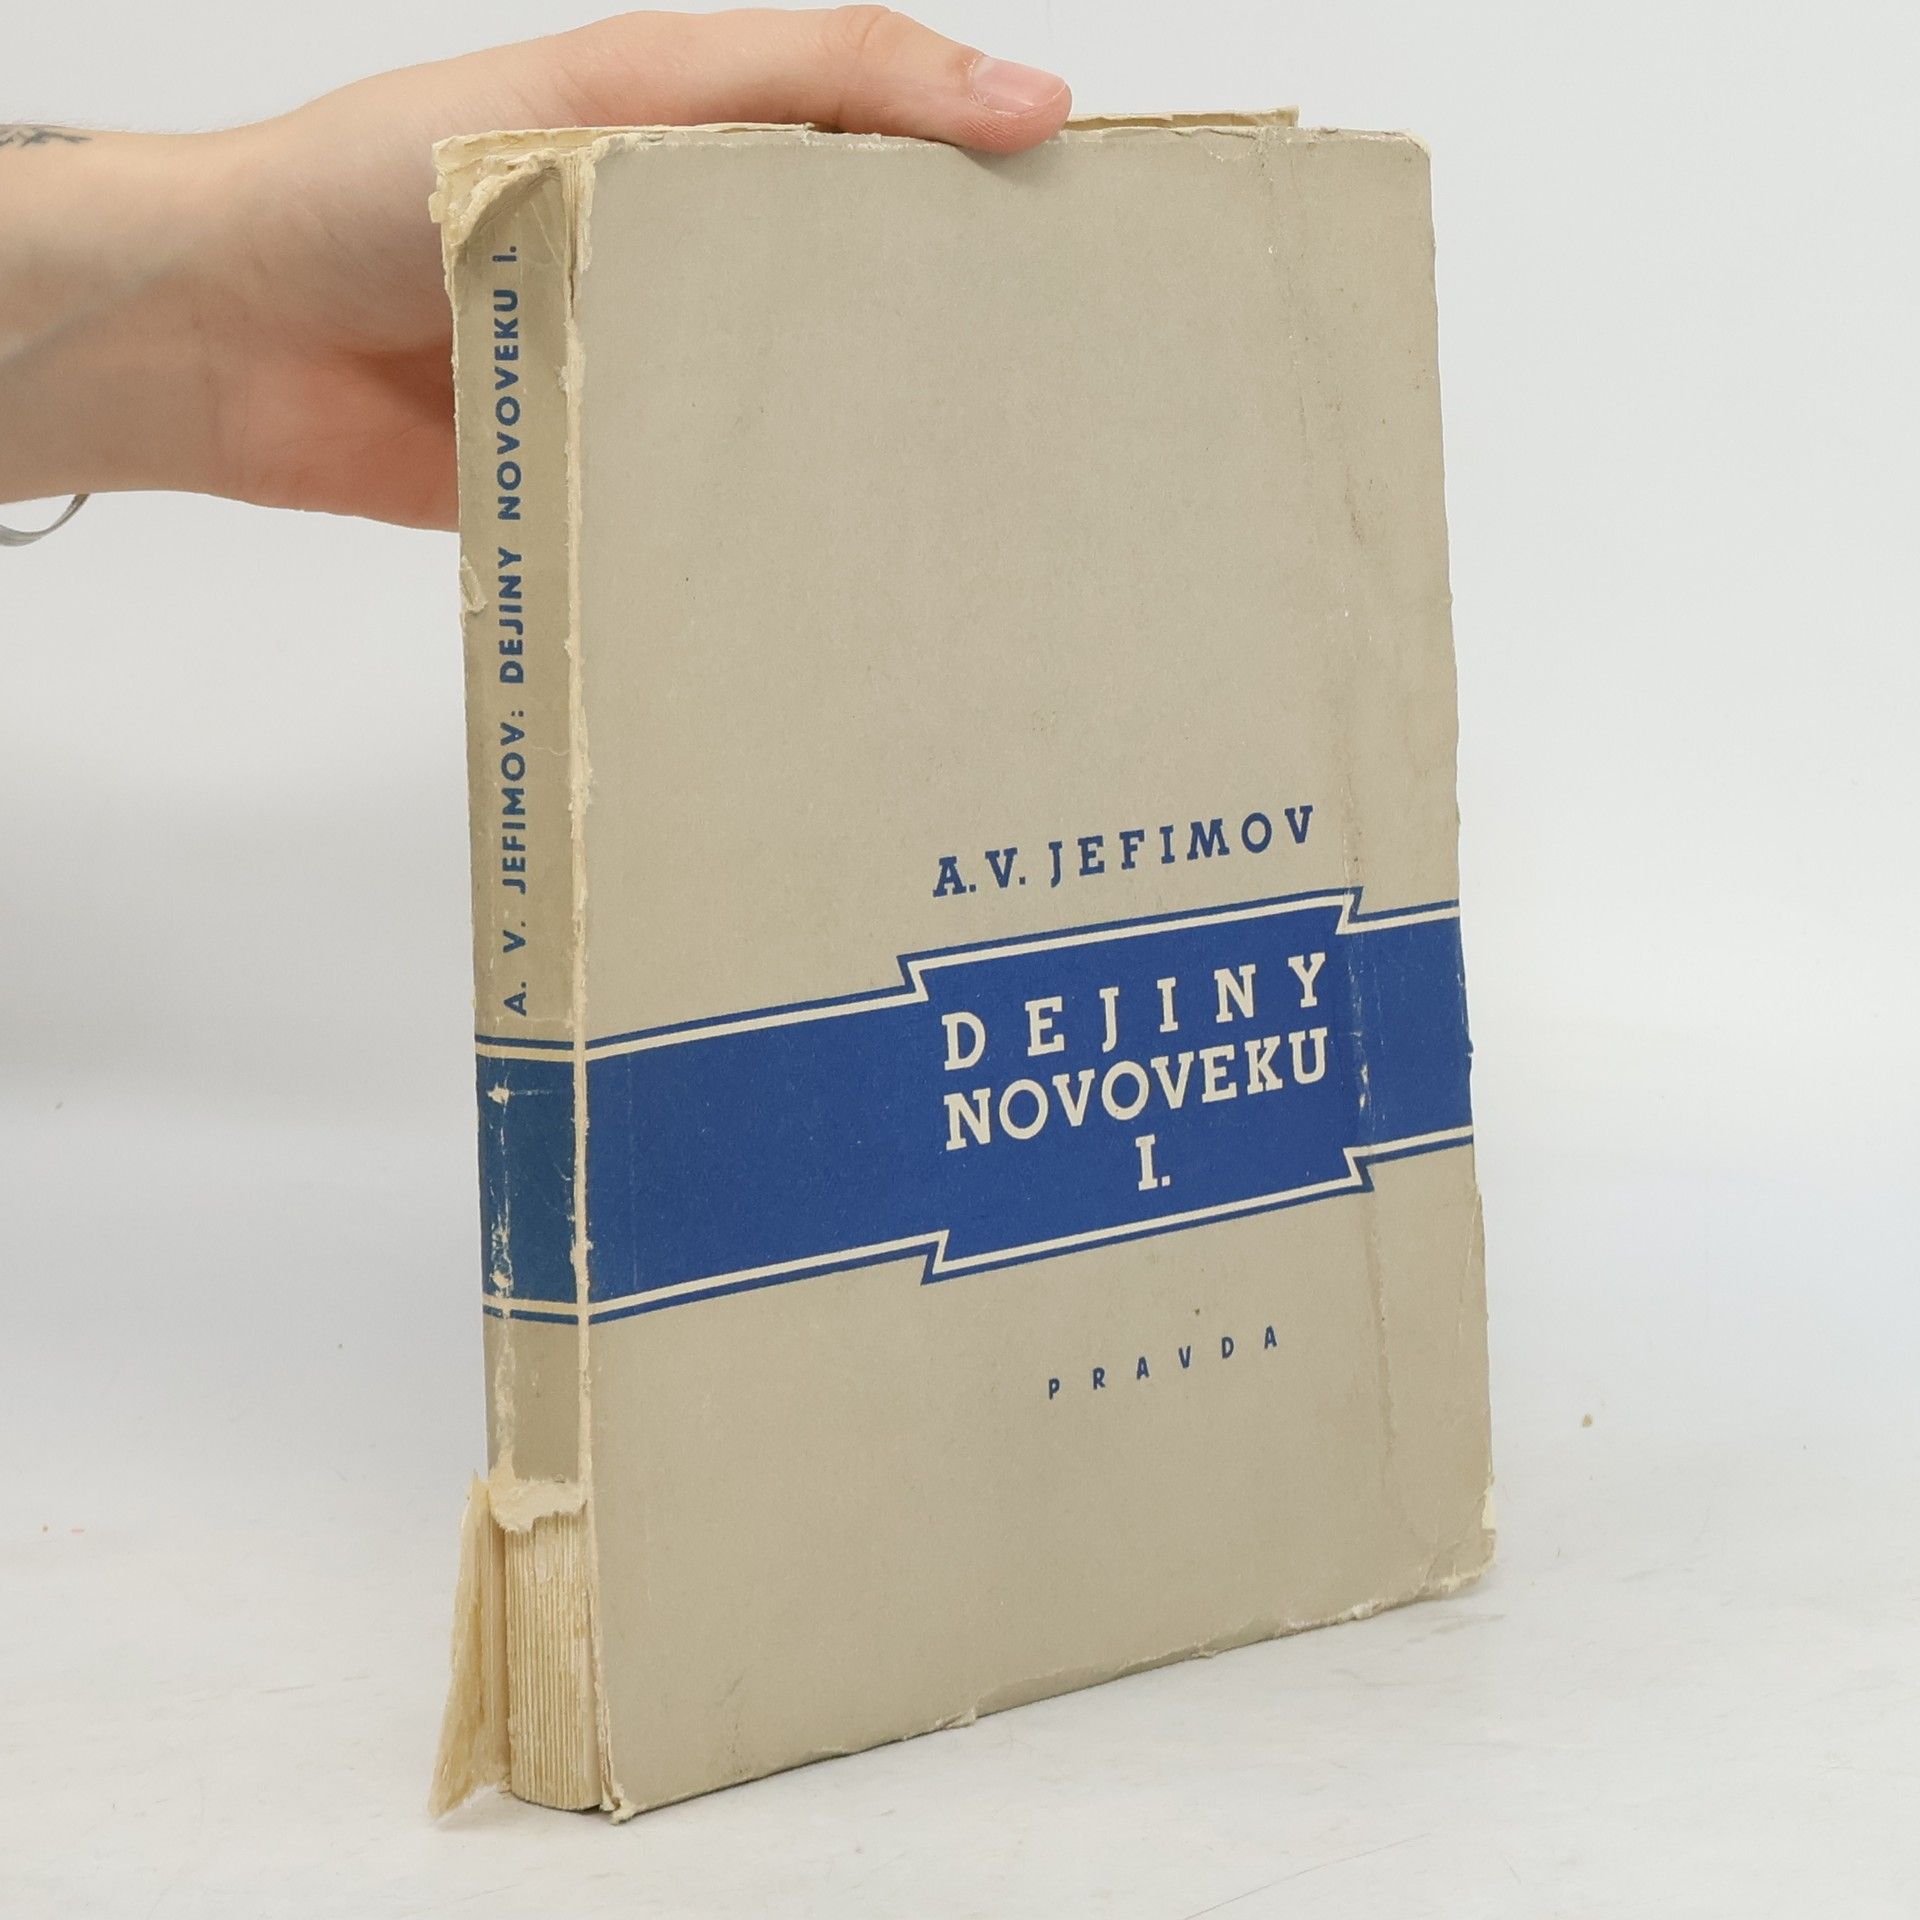 A. V. JEFIMOV: DEJINY NOVOVEKU I.
A. V. JEFIMOV
DEJINY
NOVOVEKU
I.
PRAVDA